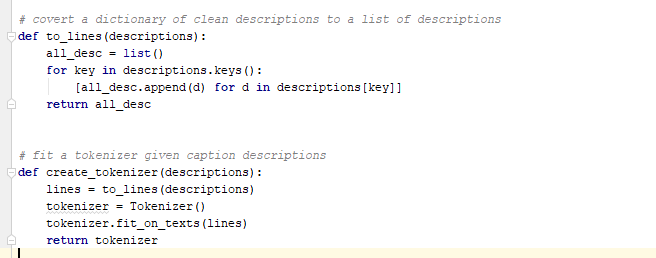 # covert a dictionary of clean descriptions to a list of descriptions
def to_lines(descriptions):
    all_desc = list()
    for key in descriptions.keys():
        [all_desc.append(d) for d in descriptions[key]]
    return all_desc
# fit a tokenizer given caption descriptions
def create_tokenizer(descriptions):
    lines = to_lines(descriptions)
    tokenizer = Tokenizer()
    tokenizer.fit_on_texts(lines)
    return tokenizer